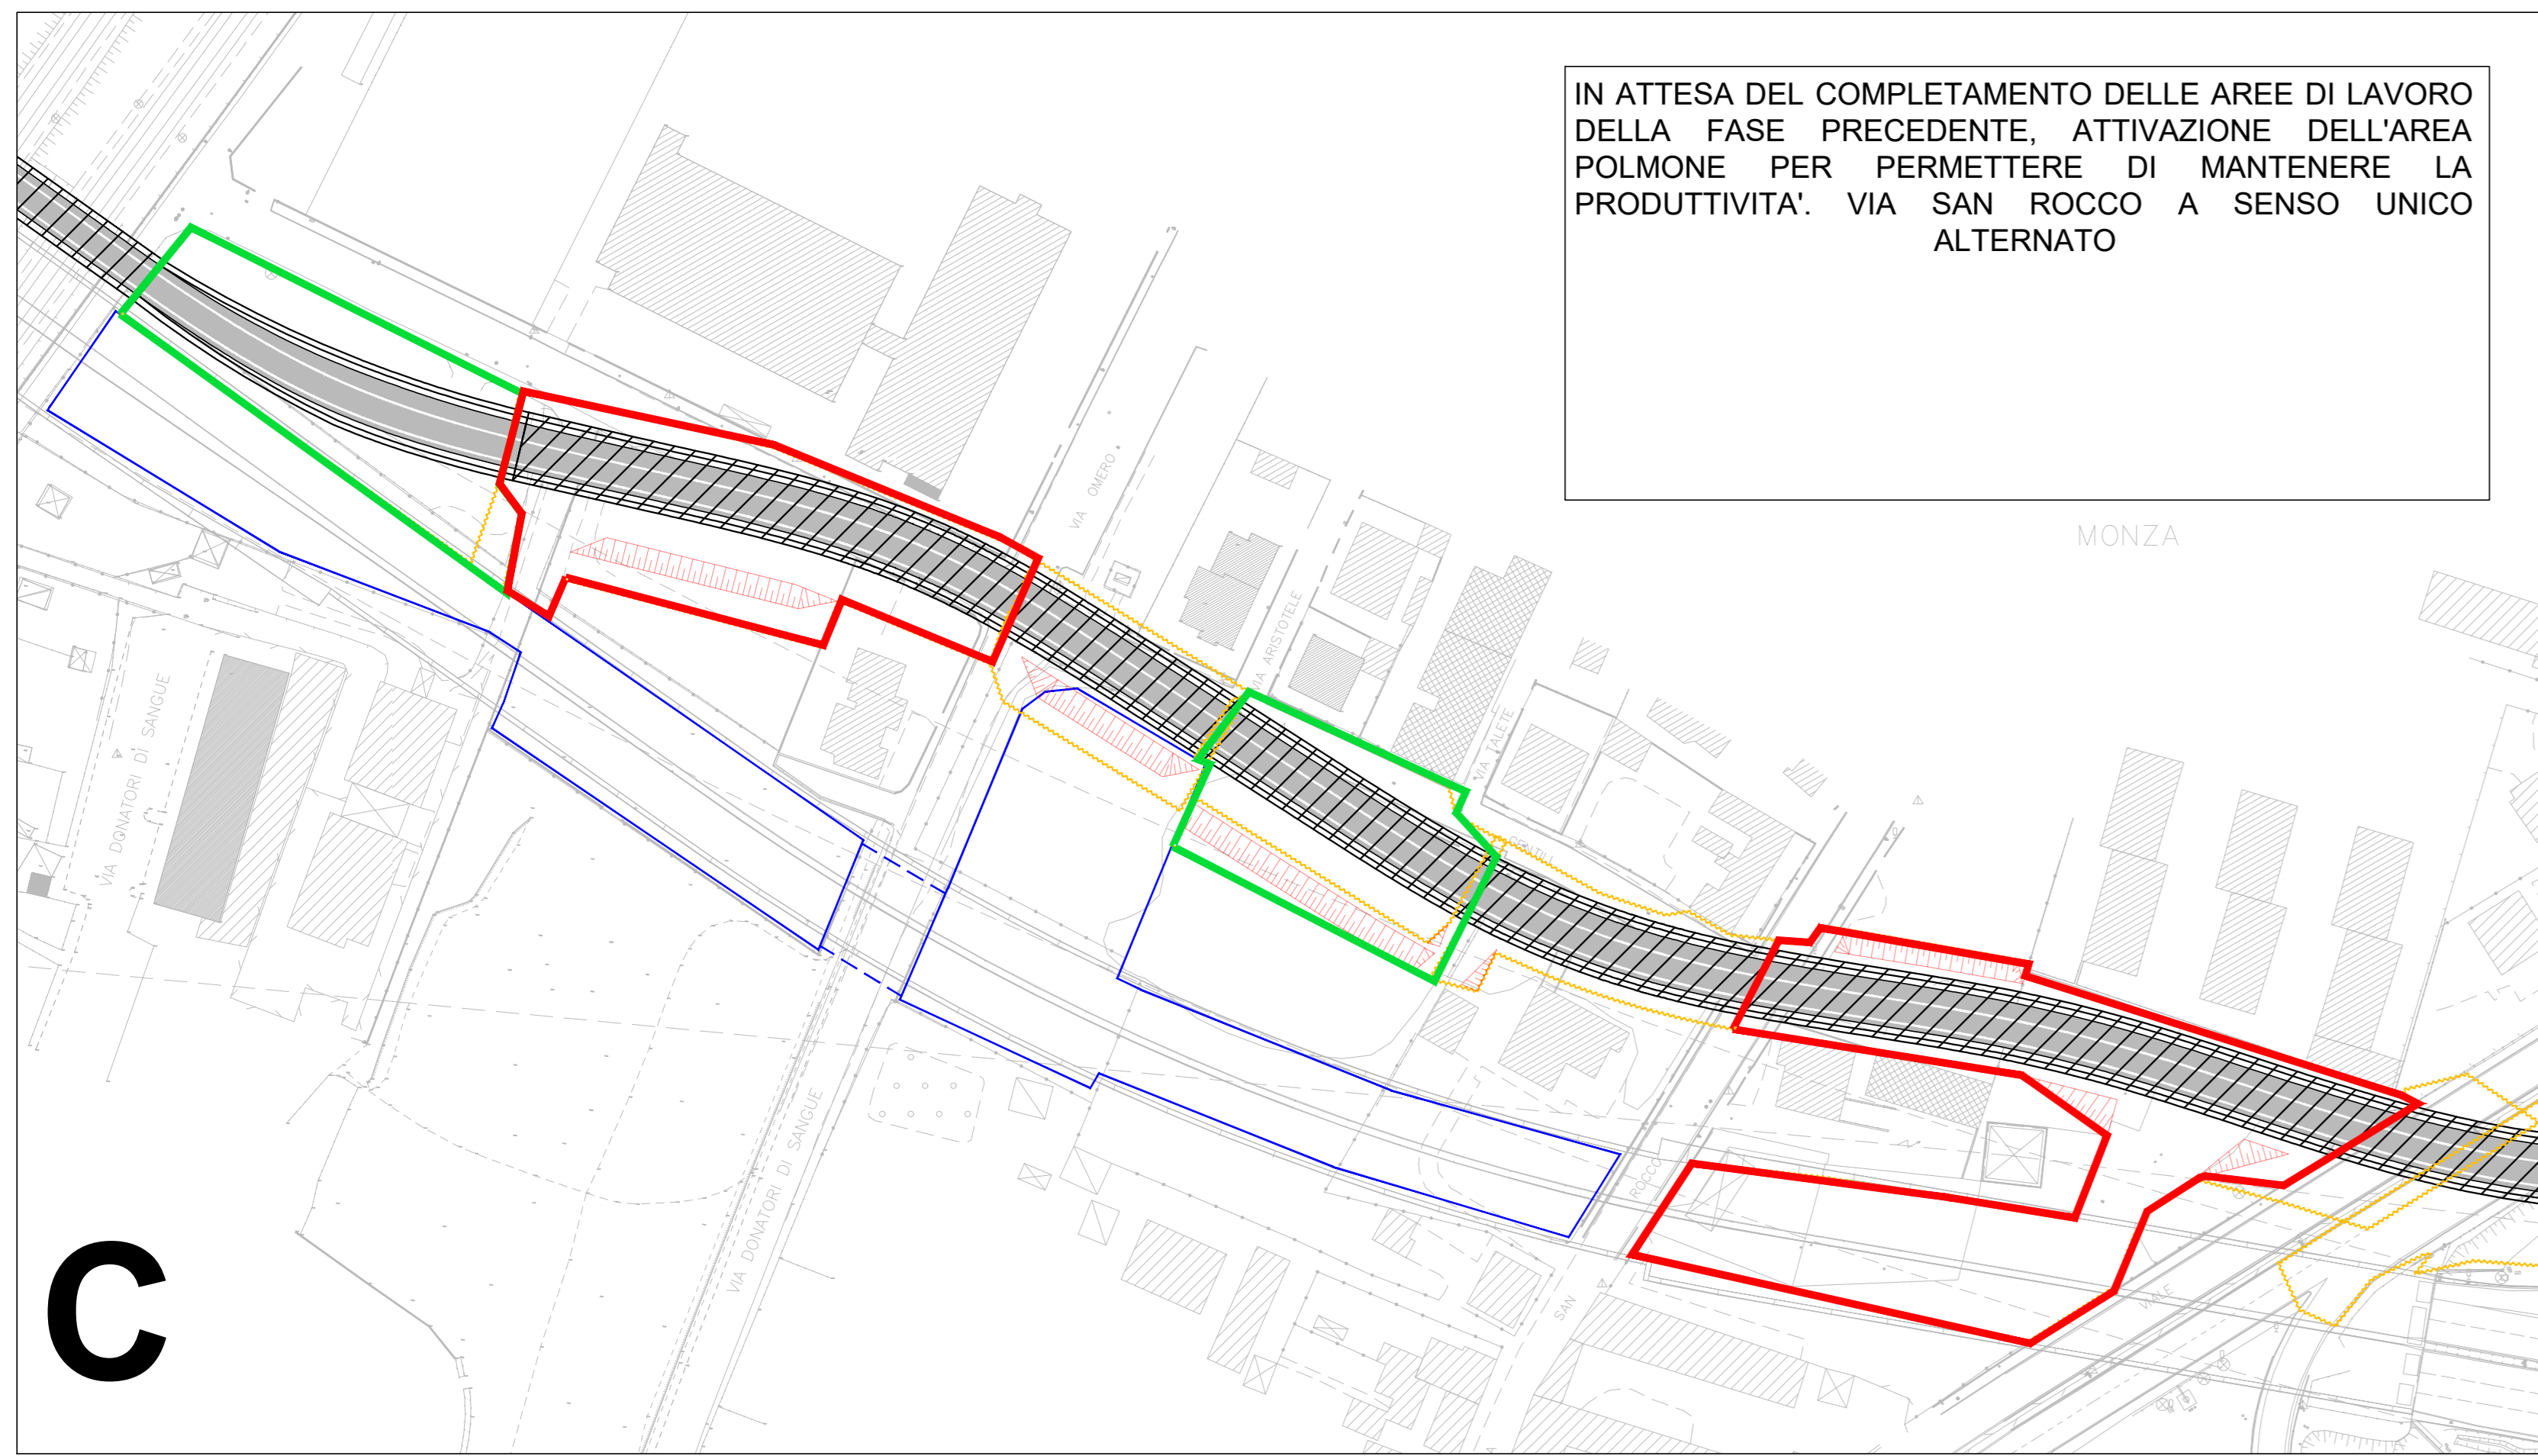 IN ATTESA DEL COMPLETAMENTO DELLE AREE DI LAVORO
DELLA FASE PRECEDENTE, ATTIVAZIONE DELL'AREA
POLMONE PER PERMETTERE DI MANTENERE LA
PRODUTTIVITA'. VIA SAN ROCCO A SENSO UNICO
ALTERNATO
MONZA
VIA OMERO
VIA ARISTOTELE
VIA TALETE
GENTILI
VIA DONATORI DI SANGUE
VIA DONATORI DI SANGUE
ROCCO
SAN
VIALE
C